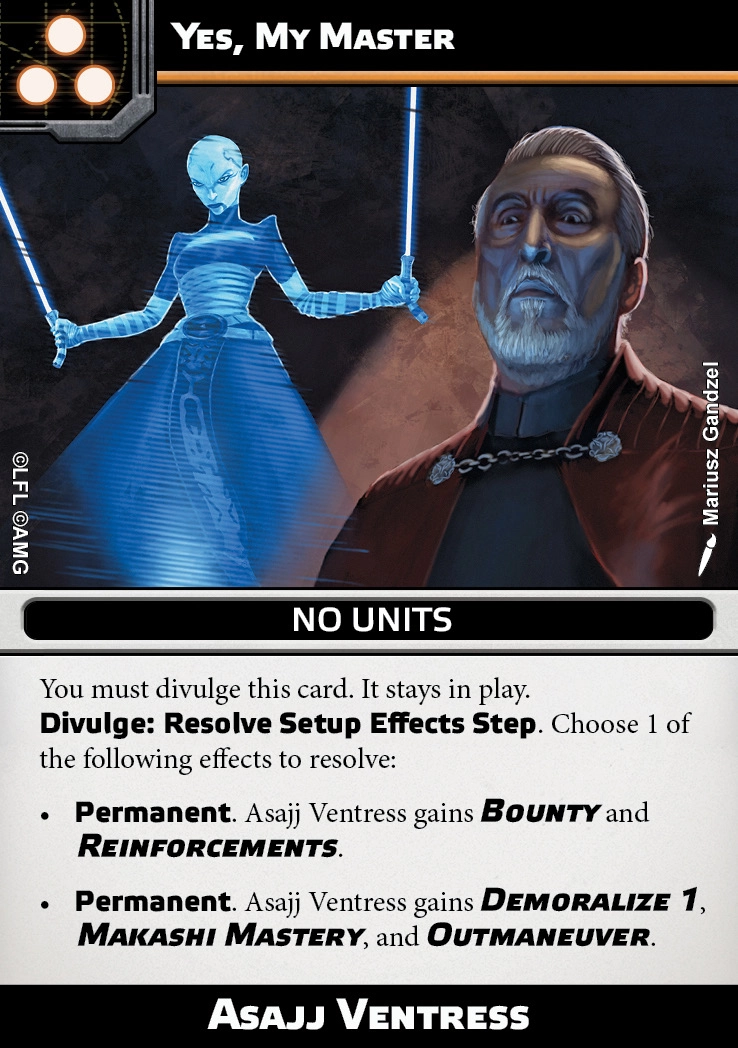 Yes, My Master
©LFL ©AMG
Mariusz Gandzel
NO UNITS
You must divulge this card. It stays in play.
Divulge: Resolve Setup Effects Step. Choose 1 of
the following effects to resolve:
• Permanent. Asajj Ventress gains Bounty and
Reinforcements.
• Permanent. Asajj Ventress gains Demoralize 1,
Makashi Mastery, and Outmaneuver.
Asajj Ventress